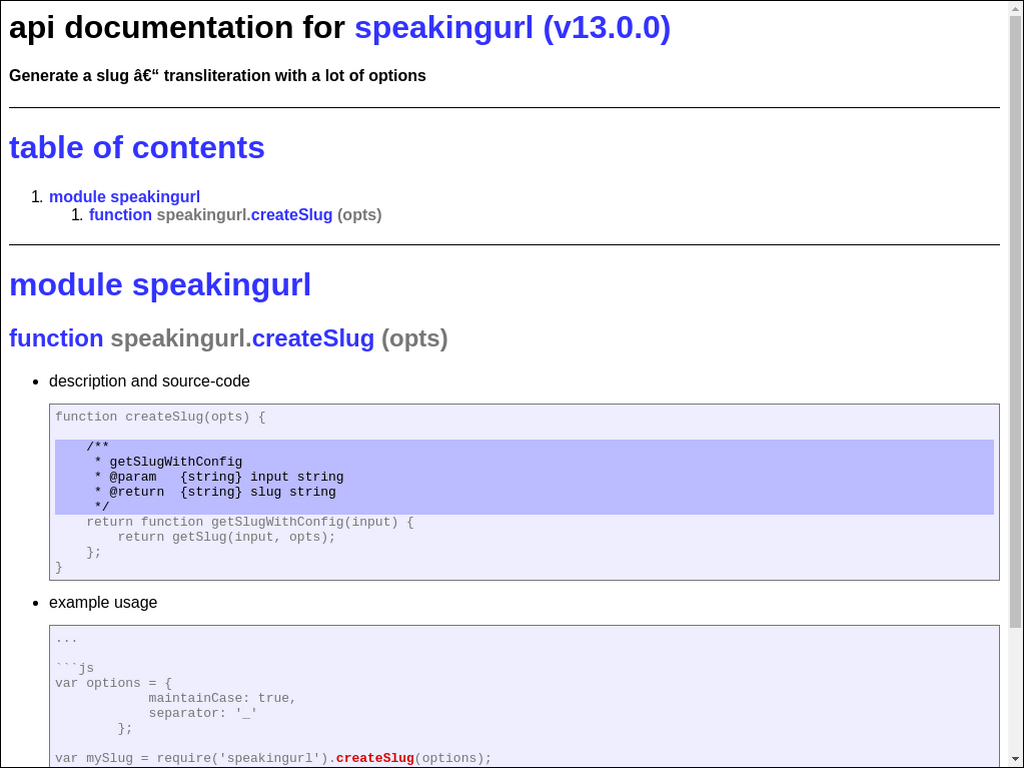 api documentation for speakingurl (v13.0.0)
Generate a slug â€“ transliteration with a lot of options
table of contents
1. module speakingurl
1. function speakingurl.createSlug (opts)
module speakingurl
function speakingurl.createSlug (opts)
• description and source-code
function createSlug(opts) {
    /**
     * getSlugWithConfig
     * @param   {string} input string
     * @return  {string} slug string
     */
    return function getSlugWithConfig(input) {
        return getSlug(input, opts);
    };
}
• example usage
...
```js
var options = {
            maintainCase: true,
            separator: '_'
        };
var mySlug = require('speakingurl').createSlug(options);